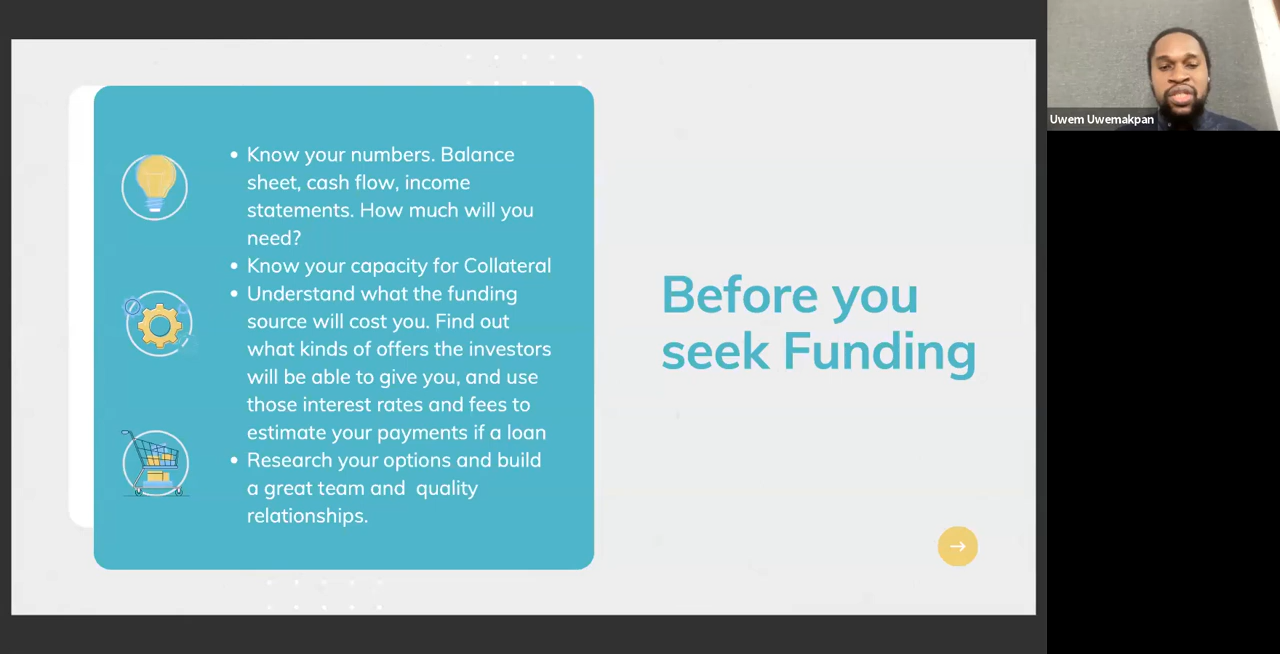 Know your numbers. Balance
sheet, cash flow, income
statements. How much will you
need?
Know your capacity for Collateral
Understand what the funding
source will cost you. Find out
what kinds of offers the investors
will be able to give you, and use
those interest rates and fees to
estimate your payments if a loan
Research your options and build
a great team and  quality
relationships.
Before you
seek Funding
Uwem Uwemakpan